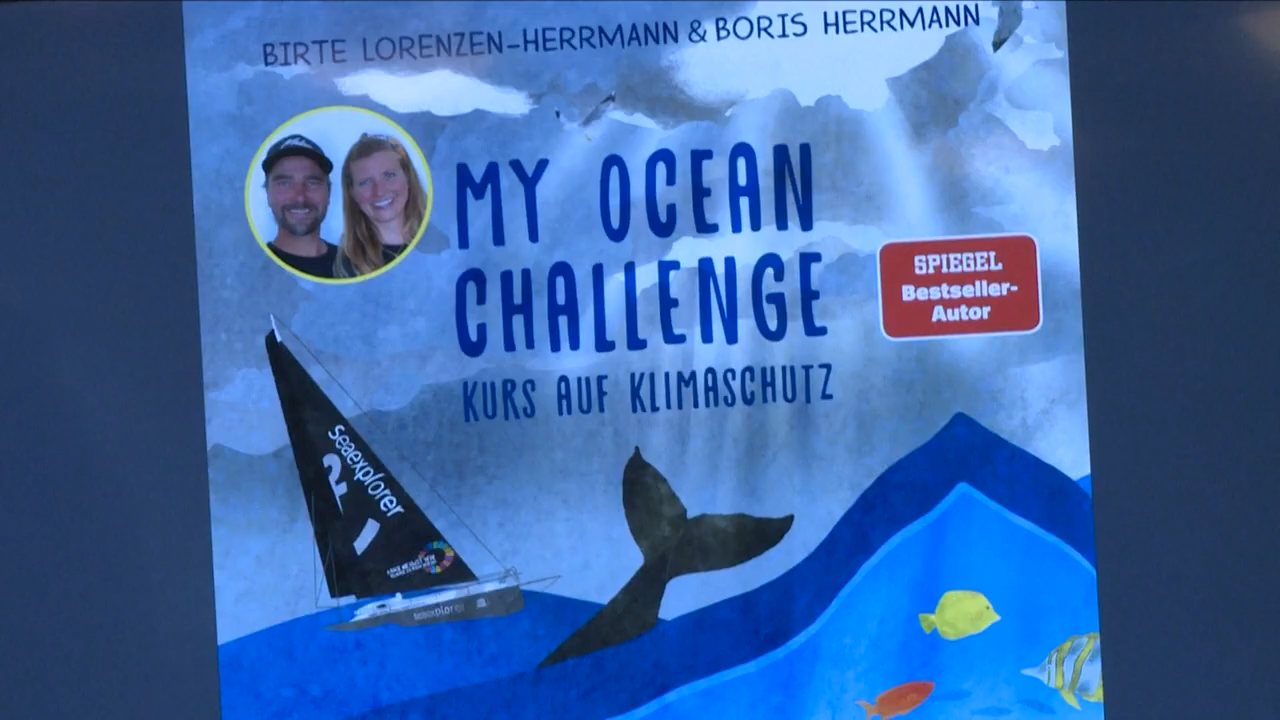 BIRTE LORENZEN-HERRMANN & BORIS HERRMANN
MY OCEAN
CHALLENGE
KURS AUF KLIMASCHUTZ
SPIEGEL
Bestseller-
Autor
seaexplorer
seaexplorer